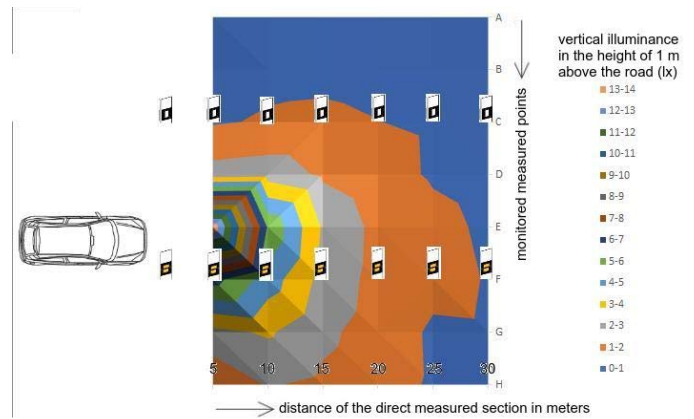 A
B
C
D
E
F
G
H
5
10
15
20
25
30
monitored measured points
distance of the direct measured section in meters
vertical illuminance
in the height of 1 m
above the road (lx)
13-14
12-13
11-12
10-11
9-10
8-9
7-8
6-7
5-6
4-5
3-4
2-3
1-2
0-1